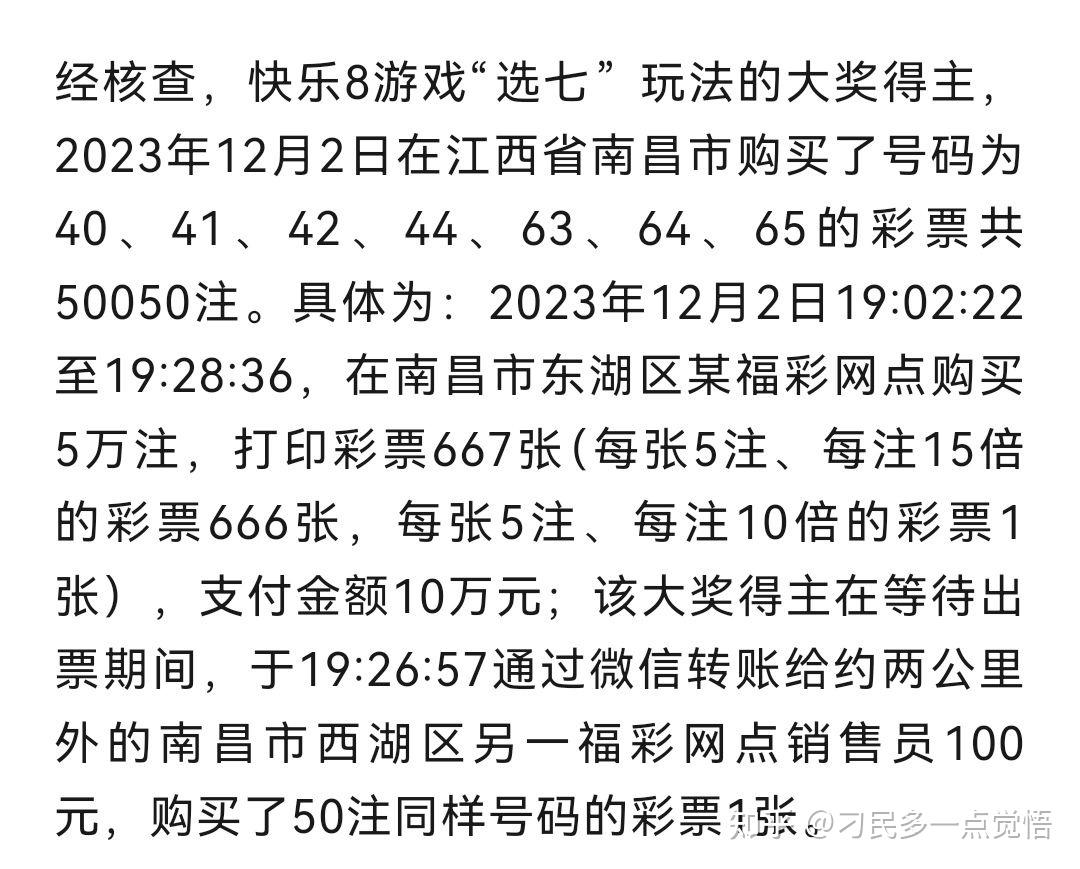 经核查，快乐8游戏“选七” 玩法的大奖得主，
2023年12月2日在江西省南昌市购买了号码为
40、41、42、44、63、64、65的彩票共
50050注。具体为：2023年12月2日19:02:22
至19:28:36，在南昌市东湖区某福彩网点购买
5万注，打印彩票667张(每张5注、每注15倍
的彩票666张，每张5注、每注10倍的彩票1
张），支付金额10万元；该大奖得主在等待出
票期间，于19:26:57通过微信转账给约两公里
外的南昌市西湖区另一福彩网点销售员100
元，购买了50注同样号码的彩票1张。
知乎 @刁民多一点觉悟